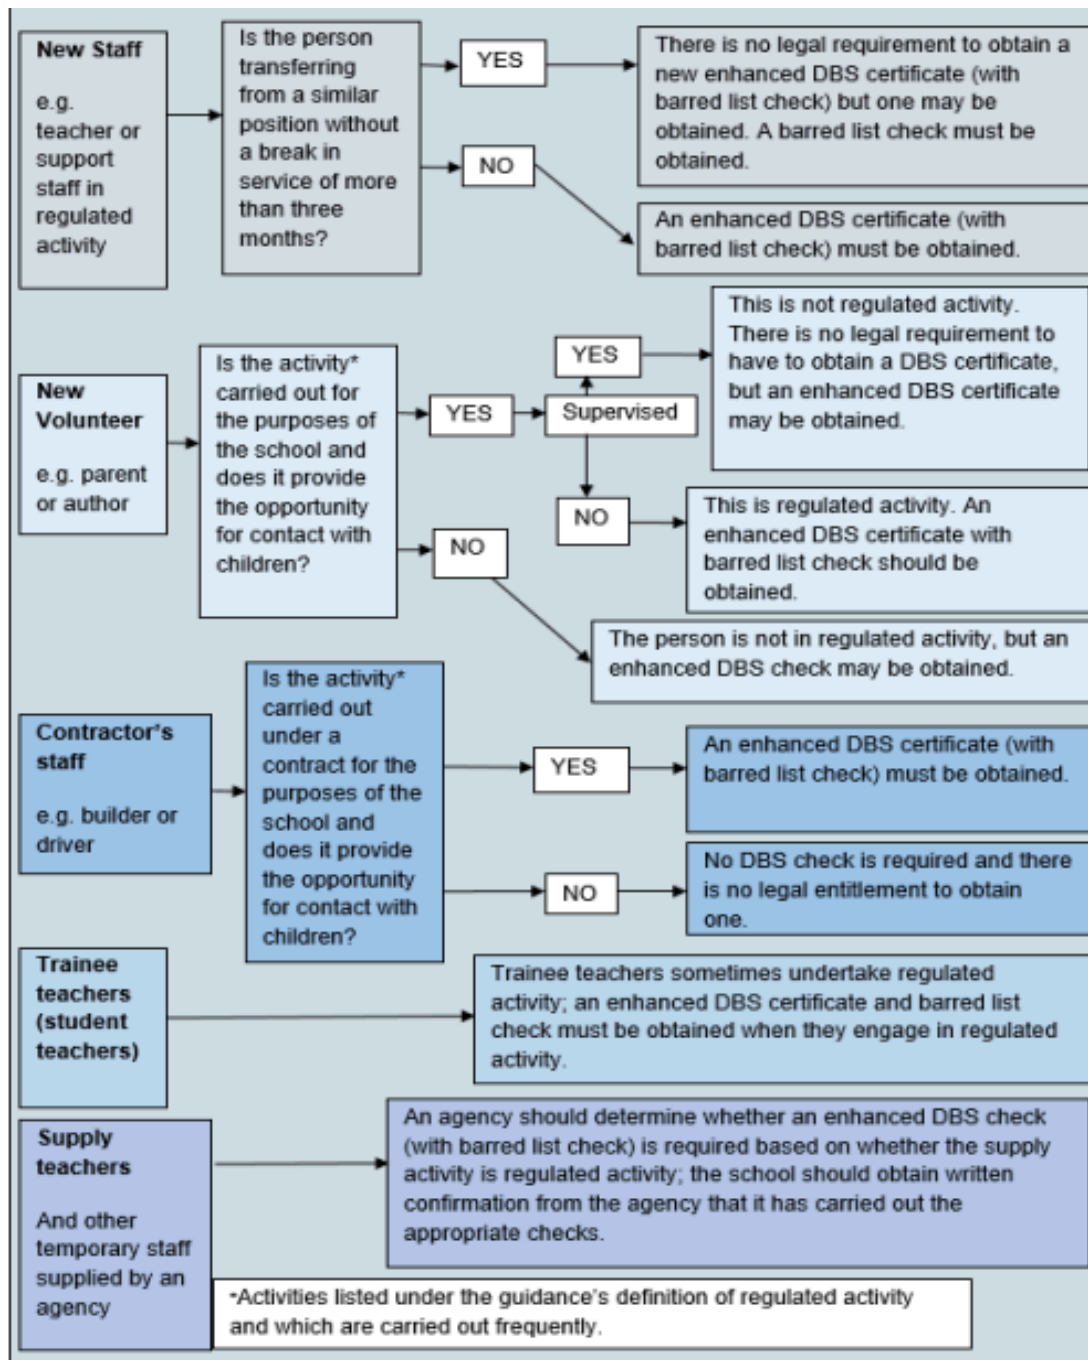 New Staff
e.g.
teacher or
support
staff in
regulated
activity
Is the person
transferring
from a similar
position without
a break in
service of more
than three
months?
YES
There is no legal requirement to obtain a
new enhanced DBS certificate (with
barred list check) but one may be
obtained. A barred list check must be
obtained.
NO
An enhanced DBS certificate (with
barred list check) must be obtained.
New
Volunteer
e.g. parent
or author
Is the activity*
carried out for
the purposes of
the school and
does it provide
the opportunity
for contact with
children?
YES
Supervised
YES
This is not regulated activity.
There is no legal requirement to
have to obtain a DBS certificate,
but an enhanced DBS certificate
may be obtained.
NO
This is regulated activity. An
enhanced DBS certificate with
barred list check should be
obtained.
NO
The person is not in regulated activity, but an
enhanced DBS check may be obtained.
Contractor's
staff
e.g. builder or
driver
Is the activity*
carried out
under a
contract for the
purposes of the
school and
does it provide
the opportunity
for contact with
children?
YES
An enhanced DBS certificate (with
barred list check) must be obtained.
NO
No DBS check is required and there
is no legal entitlement to obtain
one.
Trainee
teachers
(student
teachers)
Trainee teachers sometimes undertake regulated
activity; an enhanced DBS certificate and barred list
check must be obtained when they engage in regulated
activity.
Supply
teachers
And other
temporary staff
supplied by an
agency
An agency should determine whether an enhanced DBS check
(with barred list check) is required based on whether the supply
activity is regulated activity; the school should obtain written
confirmation from the agency that it has carried out the
appropriate checks.
*Activities listed under the guidance's definition of regulated activity
and which are carried out frequently.